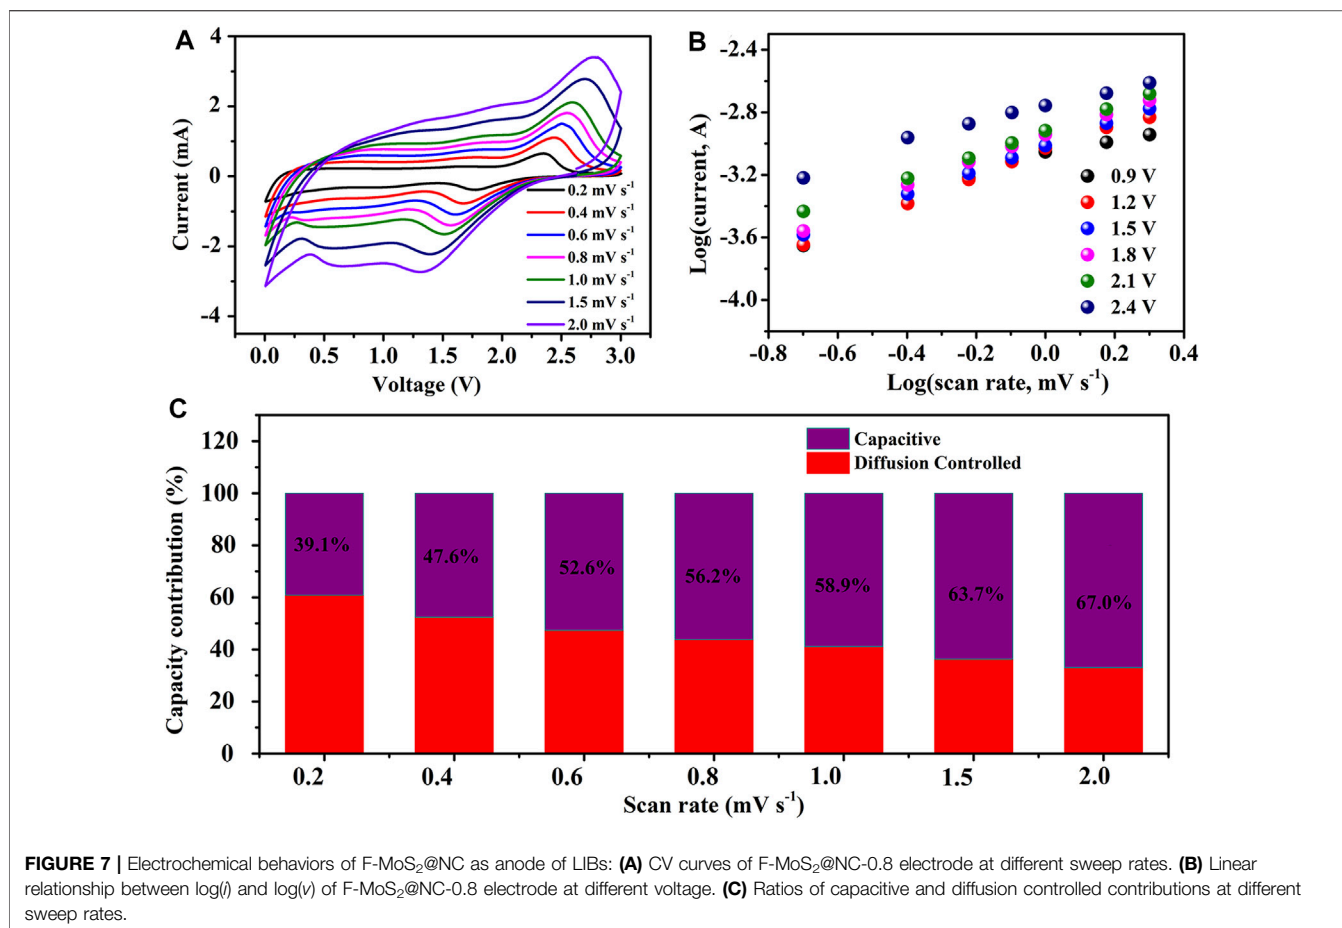 A
4
2
0
-2
-4
Current (mA)
0.0 0.5 1.0 1.5 2.0 2.5 3.0
Voltage (V)
0.2 mV s⁻¹
0.4 mV s⁻¹
0.6 mV s⁻¹
0.8 mV s⁻¹
1.0 mV s⁻¹
1.5 mV s⁻¹
2.0 mV s⁻¹
B
-2.4
-2.8
-3.2
-3.6
-4.0
Log(current, A)
-0.8 -0.6 -0.4 -0.2 0.0 0.2 0.4
Log(scan rate, mV s⁻¹)
0.9 V
1.2 V
1.5 V
1.8 V
2.1 V
2.4 V
C
120
100
80
60
40
20
0
Capacity contribution (%)
Capacitive
Diffusion Controlled
39.1% 47.6% 52.6% 56.2% 58.9% 63.7% 67.0%
0.2 0.4 0.6 0.8 1.0 1.5 2.0
Scan rate (mV s⁻¹)
FIGURE 7 | Electrochemical behaviors of F-MoS₂@NC as anode of LIBs: (A) CV curves of F-MoS₂@NC-0.8 electrode at different sweep rates. (B) Linear
relationship between log(i) and log(v) of F-MoS₂@NC-0.8 electrode at different voltage. (C) Ratios of capacitive and diffusion controlled contributions at different
sweep rates.